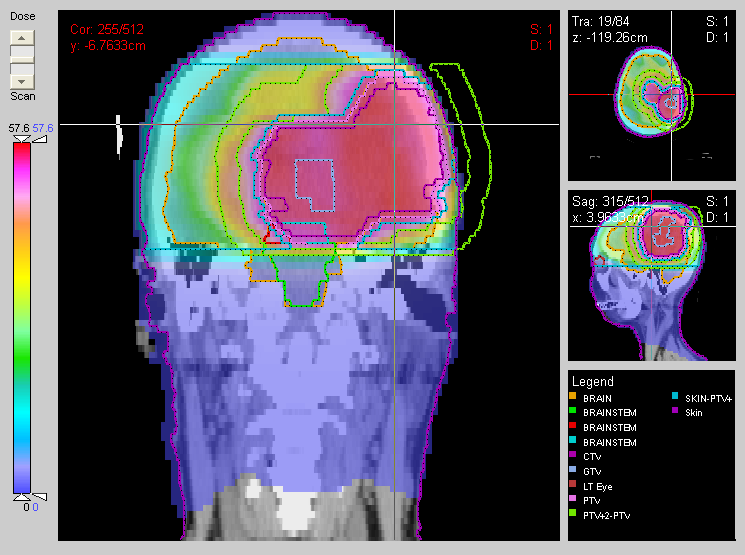 Dose
Scan
57.6 57.6
0 0
Cor: 255/512
y: -6.7633cm
S: 1
D: 1
Tra: 19/84
z: -119.26cm
S: 1
D: 1
Sag: 315/512
x: 3.9633cm
S: 1
D: 1
Legend
BRAIN
BRAINSTEM
BRAINSTEM
BRAINSTEM
CTV
GTV
LT Eye
PTV
PTV+2-PTV
SKIN-PTV+
Skin